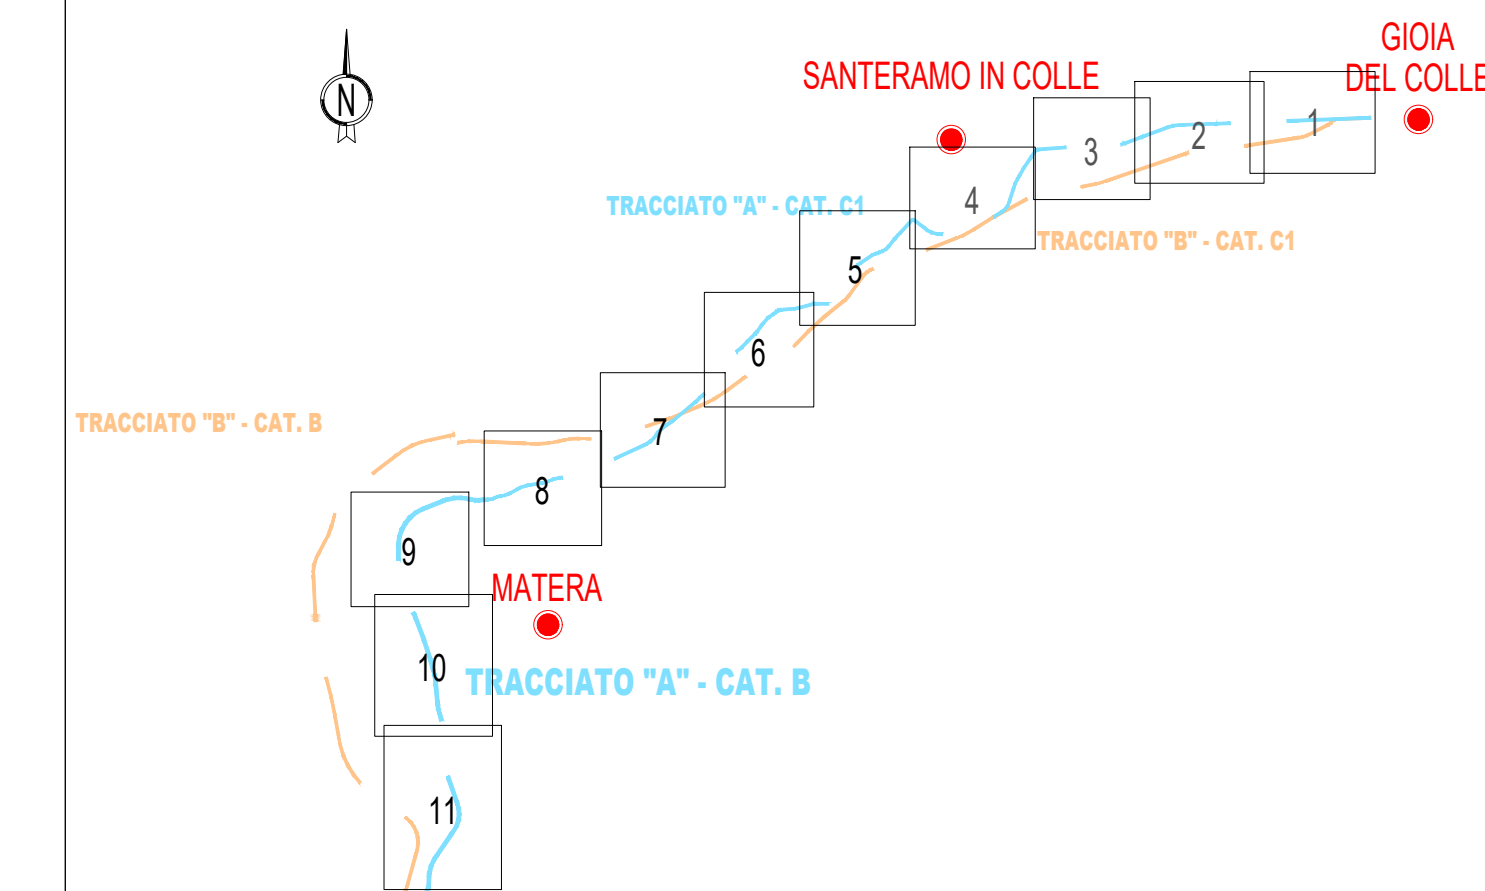 GIOIA
DEL COLLE
SANTERAMO IN COLLE
N
1
2
3
4
TRACCIATO "A" - CAT. C1
TRACCIATO "B" - CAT. C1
5
6
TRACCIATO "B" - CAT. B
7
8
9
MATERA
10
TRACCIATO "A" - CAT. B
11